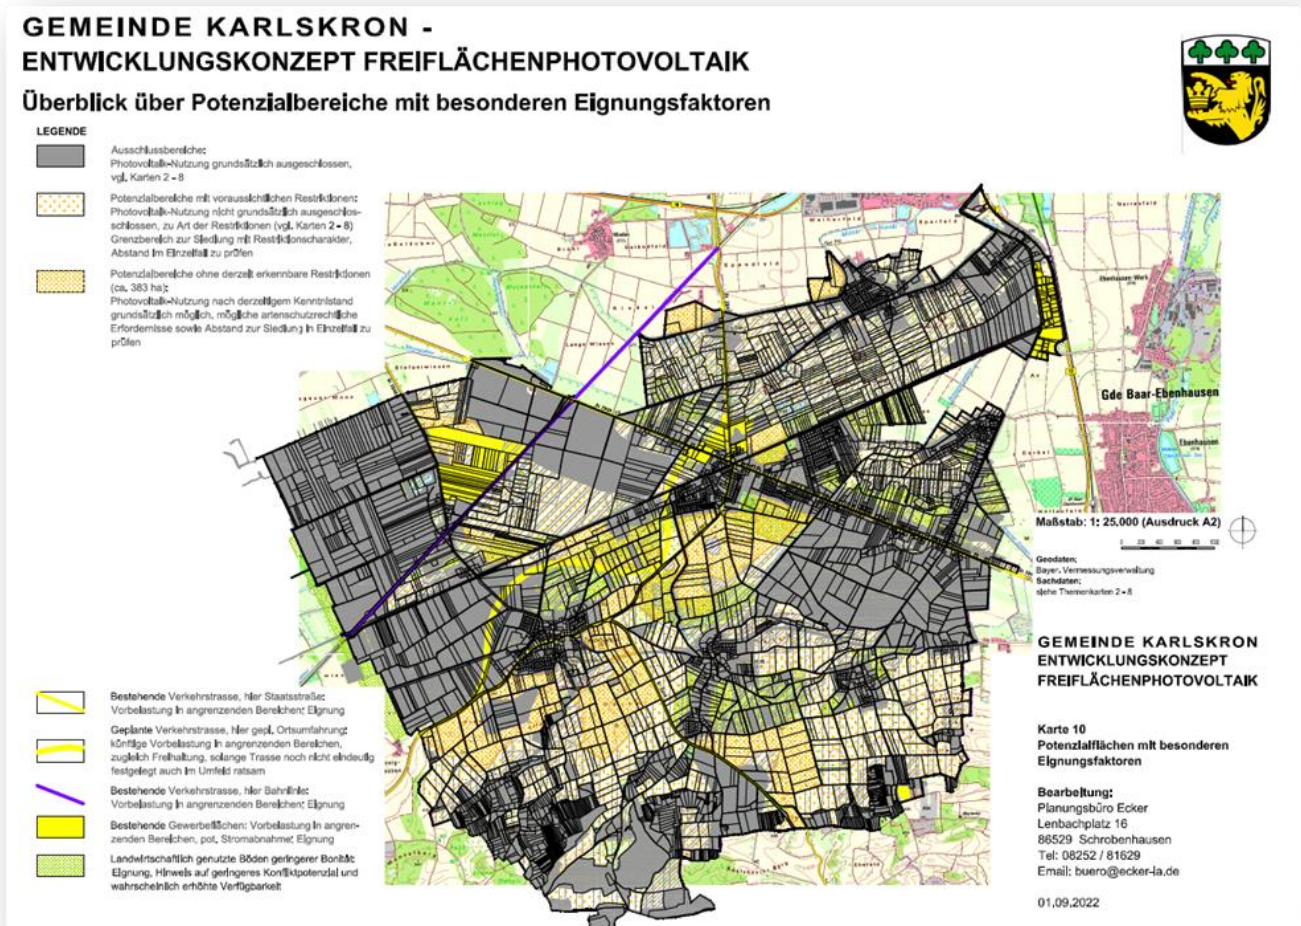 GEMEINDE KARLSKRON -
ENTWICKLUNGSKONZEPT FREIFLÄCHENPHOTOVOLTAIK
Überblick über Potenzialbereiche mit besonderen Eignungsfaktoren
LEGENDE
Ausschlussbereiche:
Photovoltaik-Nutzung grundsätzlich ausgeschlossen,
vgl. Karten 2 - 8
Potenzialbereiche mit voraussichtlichen Restriktionen:
Photovoltaik-Nutzung nicht grundsätzlich ausgeschlos-
schlossen, zu Art der Restriktionen (vgl. Karten 2 - 8)
Grenzbereich zur Siedlung mit Restriktionscharakter,
Abstand im Einzelfall zu prüfen
Potenzialbereiche ohne derzeit erkennbare Restriktionen
(ca. 383 ha):
Photovoltaik-Nutzung nach derzeitigem Kenntnistand
grundsätzlich möglich, mögliche artenschutzrechtliche
Erfordernisse sowie Abstand zur Siedlung in Einzelfall zu
prüfen
Gde Baar-Ebenhausen
Ebenhausen
Maßstab: 1: 25.000 (Ausdruck A2)
Geodaten:
Bayer. Vermessungsverwaltung
Sachdaten:
siehe Themenkarten 2 - 8
GEMEINDE KARLSKRON
ENTWICKLUNGSKONZEPT
FREIFLÄCHENPHOTOVOLTAIK
Karte 10
Potenzialflächen mit besonderen
Eignungsfaktoren
Bearbeitung:
Planungsbüro Ecker
Lenbachplatz 16
86529 Schrobenhausen
Tel: 08252 / 81629
Email: buero@ecker-la.de
01.09.2022
Bestehende Verkehrstrasse, hier Staatsstraße:
Vorbelastung in angrenzenden Bereichen: Eignung
Geplante Verkehrstrasse, hier gepl. Ortsumfahrung:
künftige Vorbelastung in angrenzenden Bereichen,
zugleich Freihaltung, solange Trasse noch nicht eindeutig
festgelegt auch im Umfeld ratsam
Bestehende Verkehrstrasse, hier Bahnlinie:
Vorbelastung in angrenzenden Bereichen: Eignung
Bestehende Gewerbeflächen: Vorbelastung in angren-
zenden Bereichen, pot. Stromabnahme: Eignung
Landwirtschaftlich genutzte Böden geringerer Bonität:
Eignung, Hinweis auf geringeres Konfliktpotenzial und
wahrscheinlich erhöhte Verfügbarkeit